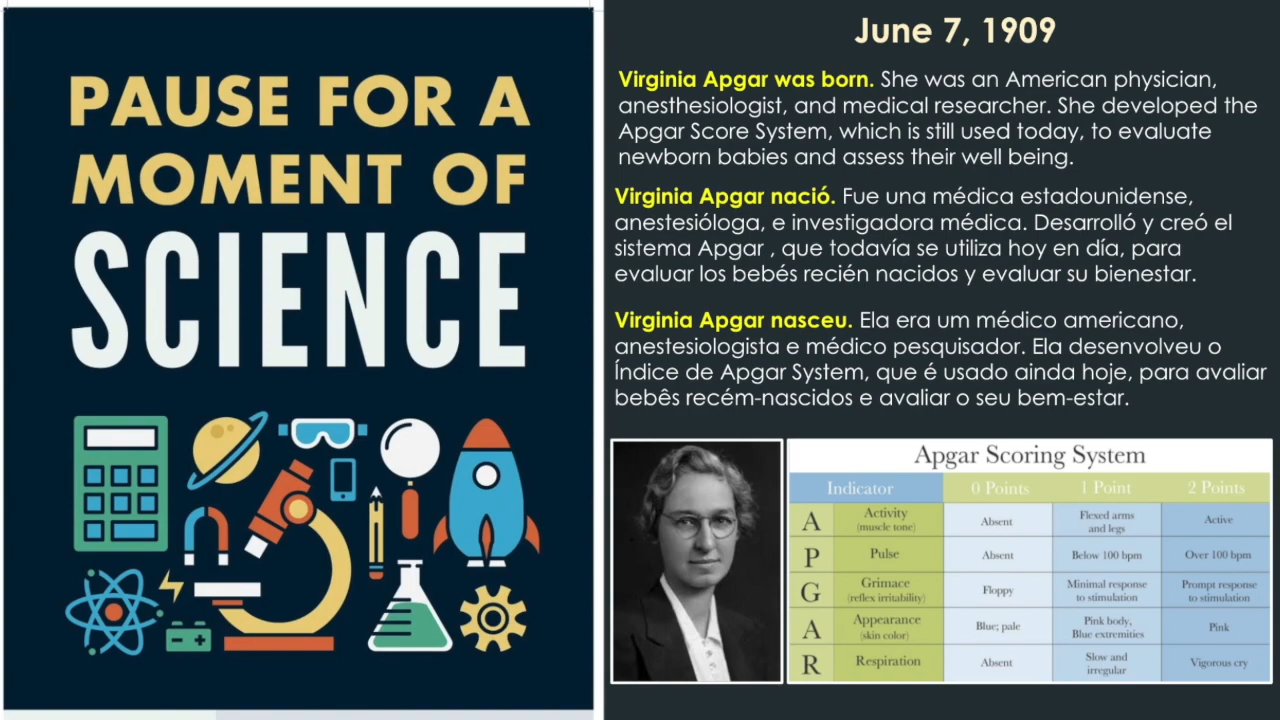 PAUSE FOR A
MOMENT OF
SCIENCE
June 7, 1909
Virginia Apgar was born. She was an American physician,
anesthesiologist, and medical researcher. She developed the
Apgar Score System, which is still used today, to evaluate
newborn babies and assess their well being.
Virginia Apgar nació. Fue una médica estadounidense,
anestesióloga, e investigadora médica. Desarrolló y creó el
sistema Apgar , que todavía se utiliza hoy en día, para
evaluar los bebés recién nacidos y evaluar su bienestar.
Virginia Apgar nasceu. Ela era um médico americano,
anestesiologista e médico pesquisador. Ela desenvolveu o
Índice de Apgar System, que é usado ainda hoje, para avaliar
bebês recém-nascidos e avaliar o seu bem-estar.
Apgar Scoring System
Indicator 0 Points 1 Point 2 Points
A Activity (muscle tone) Absent Flexed arms and legs Active
P Pulse Absent Below 100 bpm Over 100 bpm
G Grimace (reflex irritability) Floppy Minimal response to stimulation Prompt response to stimulation
A Appearance (skin color) Blue; pale Pink body, Blue extremities Pink
R Respiration Absent Slow and irregular Vigorous cry